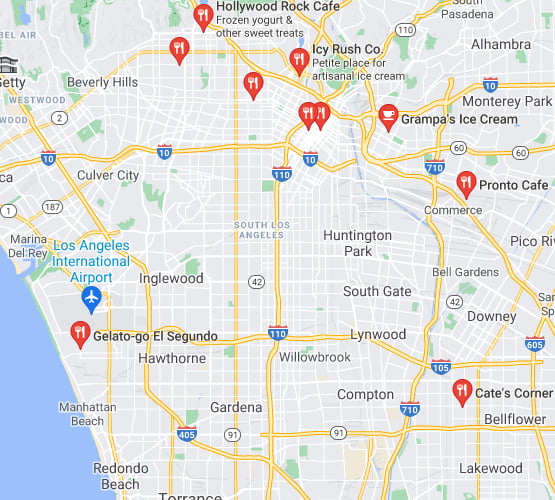 Hollywood Rock Cafe
Frozen yogurt &
other sweet treats
South
Pasadena
BEL AIR
Icy Rush Co.
Petite place for
artisanal ice cream
Alhambra
Getty
Beverly Hills
10
WESTWOOD
Monterey Park
WOOD
2
Grampa's Ice Cream
10
10
60
60
10
710
110
ca
Culver City
Pronto Cafe
187
1
Commerce
SOUTH LOS
ANGELES
Marina
Del Rey
Los Angeles
International
Airport
Huntington
Park
Pico Riv
Bell Gardens
Inglewood
42
South Gate
San
42
Downey
Gelato-go El Segundo
110
Lynwood
605
Hawthorne
Willowbrook
105
Compton
Cate's Corner
Manhattan
Beach
Gardena
710
Bellflower
405
91
91
Redondo
Beach
Lakewood
Torrance